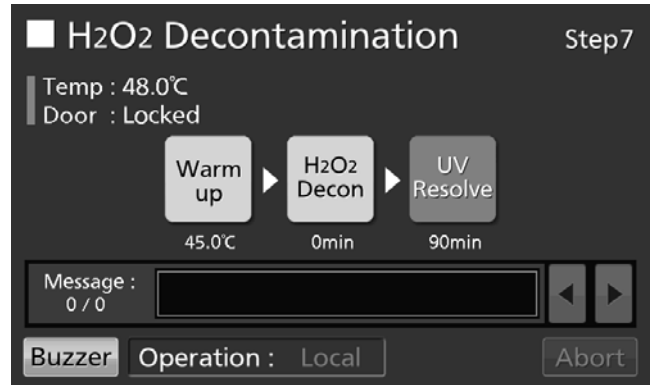 H2O2 Decontamination Step7
Temp : 48.0℃
Door : Locked
Warm up
H2O2 Decon
UV Resolve
45.0℃ 0min 90min
Message :
0 / 0
Buzzer Operation : Local Abort